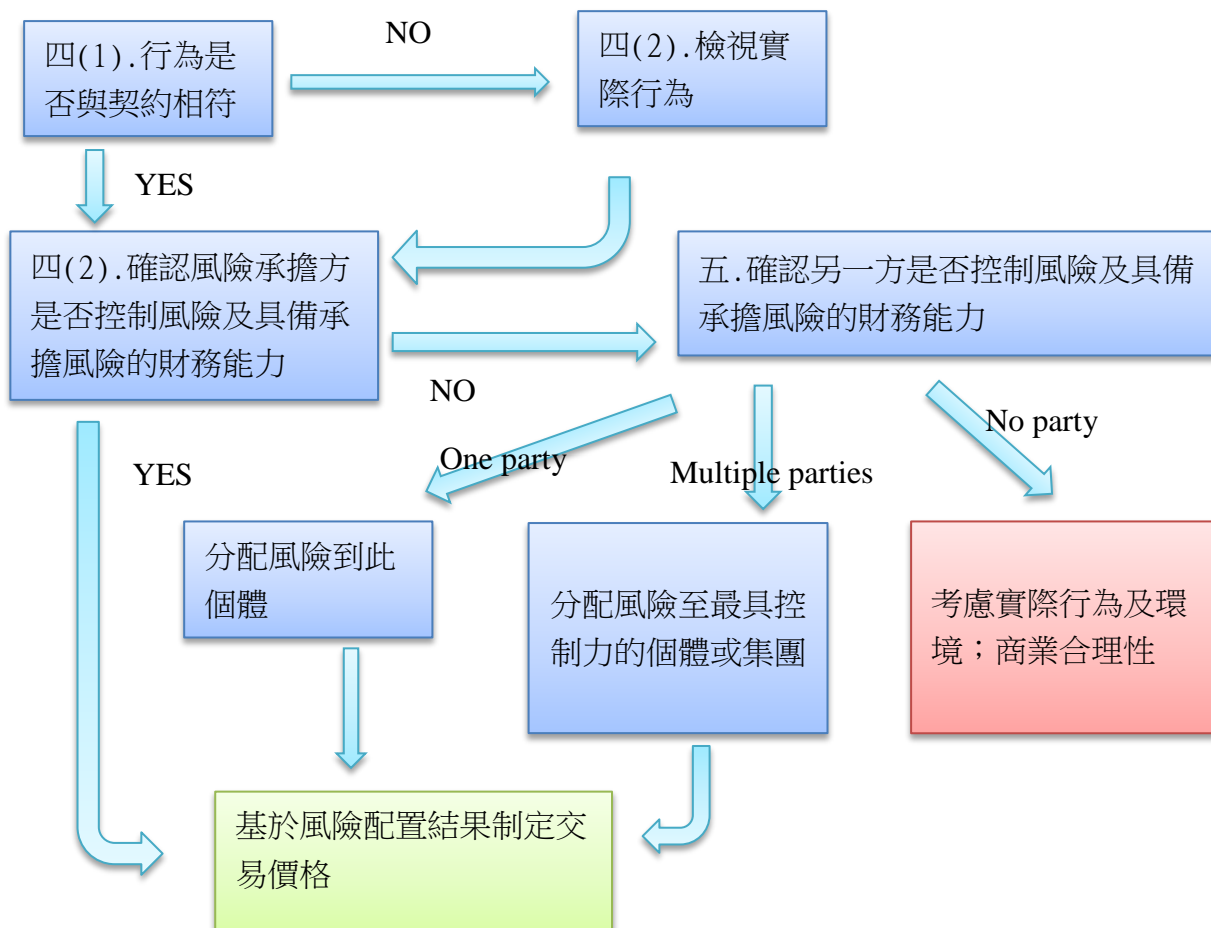 四(1).行為是
否與契約相符
NO
四(2).檢視實
際行為
YES
四(2).確認風險承擔方
是否控制風險及具備承
擔風險的財務能力
五.確認另一方是否控制風險及具備
承擔風險的財務能力
NO
YES
One party
Multiple parties
No party
分配風險到此
個體
分配風險至最具控
制力的個體或集團
考慮實際行為及環
境；商業合理性
基於風險配置結果制定交
易價格